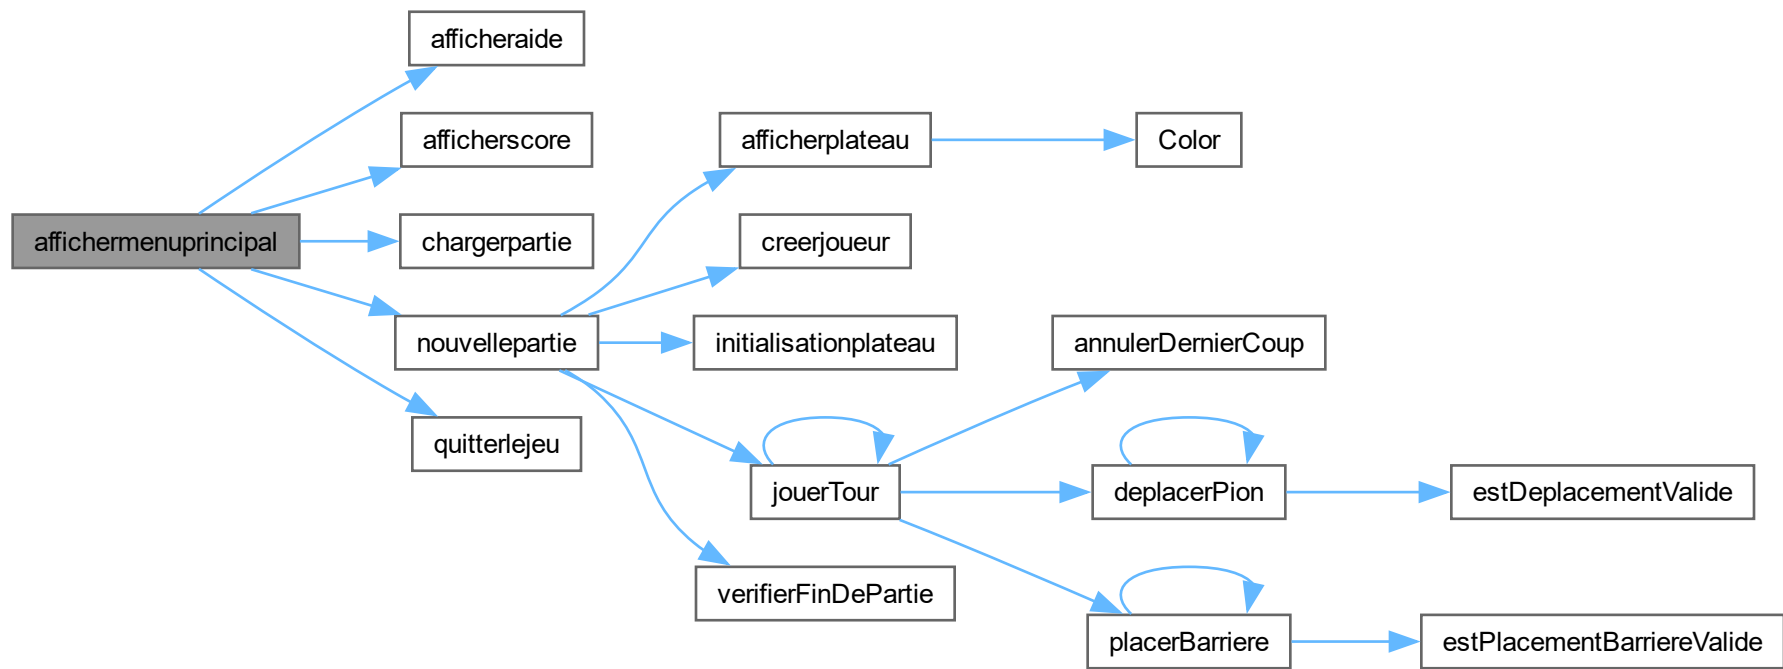 afficheraide
afficherscore
afficherplateau
Color
affichermenuprincipal
chargerpartie
creerjoueur
nouvellepartie
initialisationplateau
annulerDernierCoup
quitterlejeu
jouerTour
deplacerPion
estDeplacementValide
verifierFinDePartie
placerBarriere
estPlacementBarriereValide